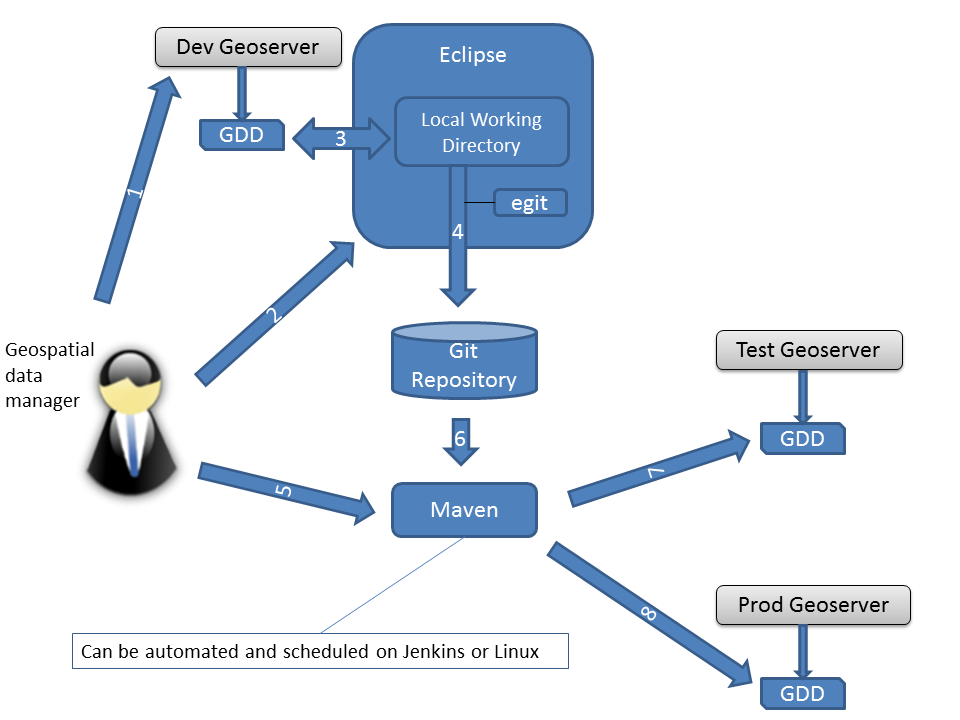 Dev Geoserver
Eclipse
GDD
3
Local Working
Directory
1
egit
4
2
Geospatial
data
manager
Git
Repository
Test Geoserver
6
GDD
7
5
Maven
Prod Geoserver
8
Can be automated and scheduled on Jenkins or Linux
GDD